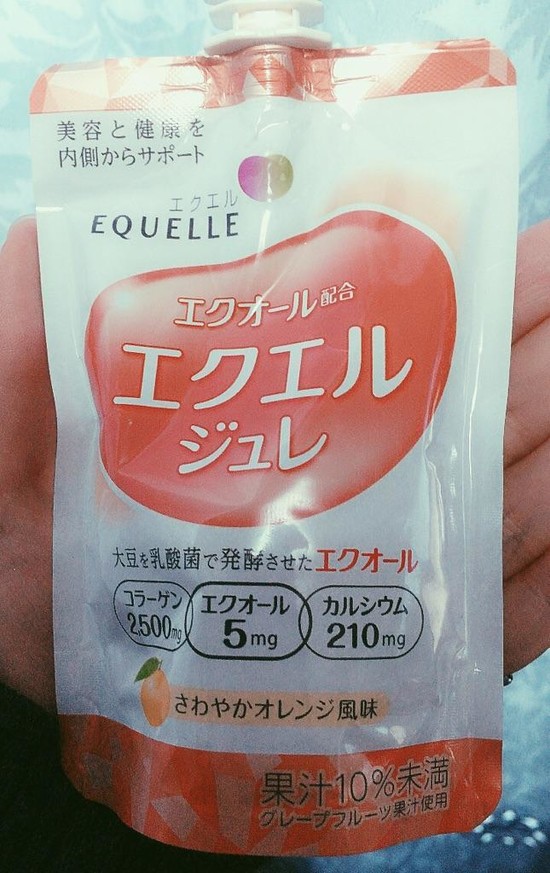 美容と健康を
内側からサポート
エクエル
EQUELLE
エクオール配合
エクエル
ジュレ
大豆を乳酸菌で発酵させたエクオール
コラーゲン 2,500mg
エクオール 5mg
カルシウム 210mg
さわやかオレンジ風味
果汁10%未満
グレープフルーツ果汁使用